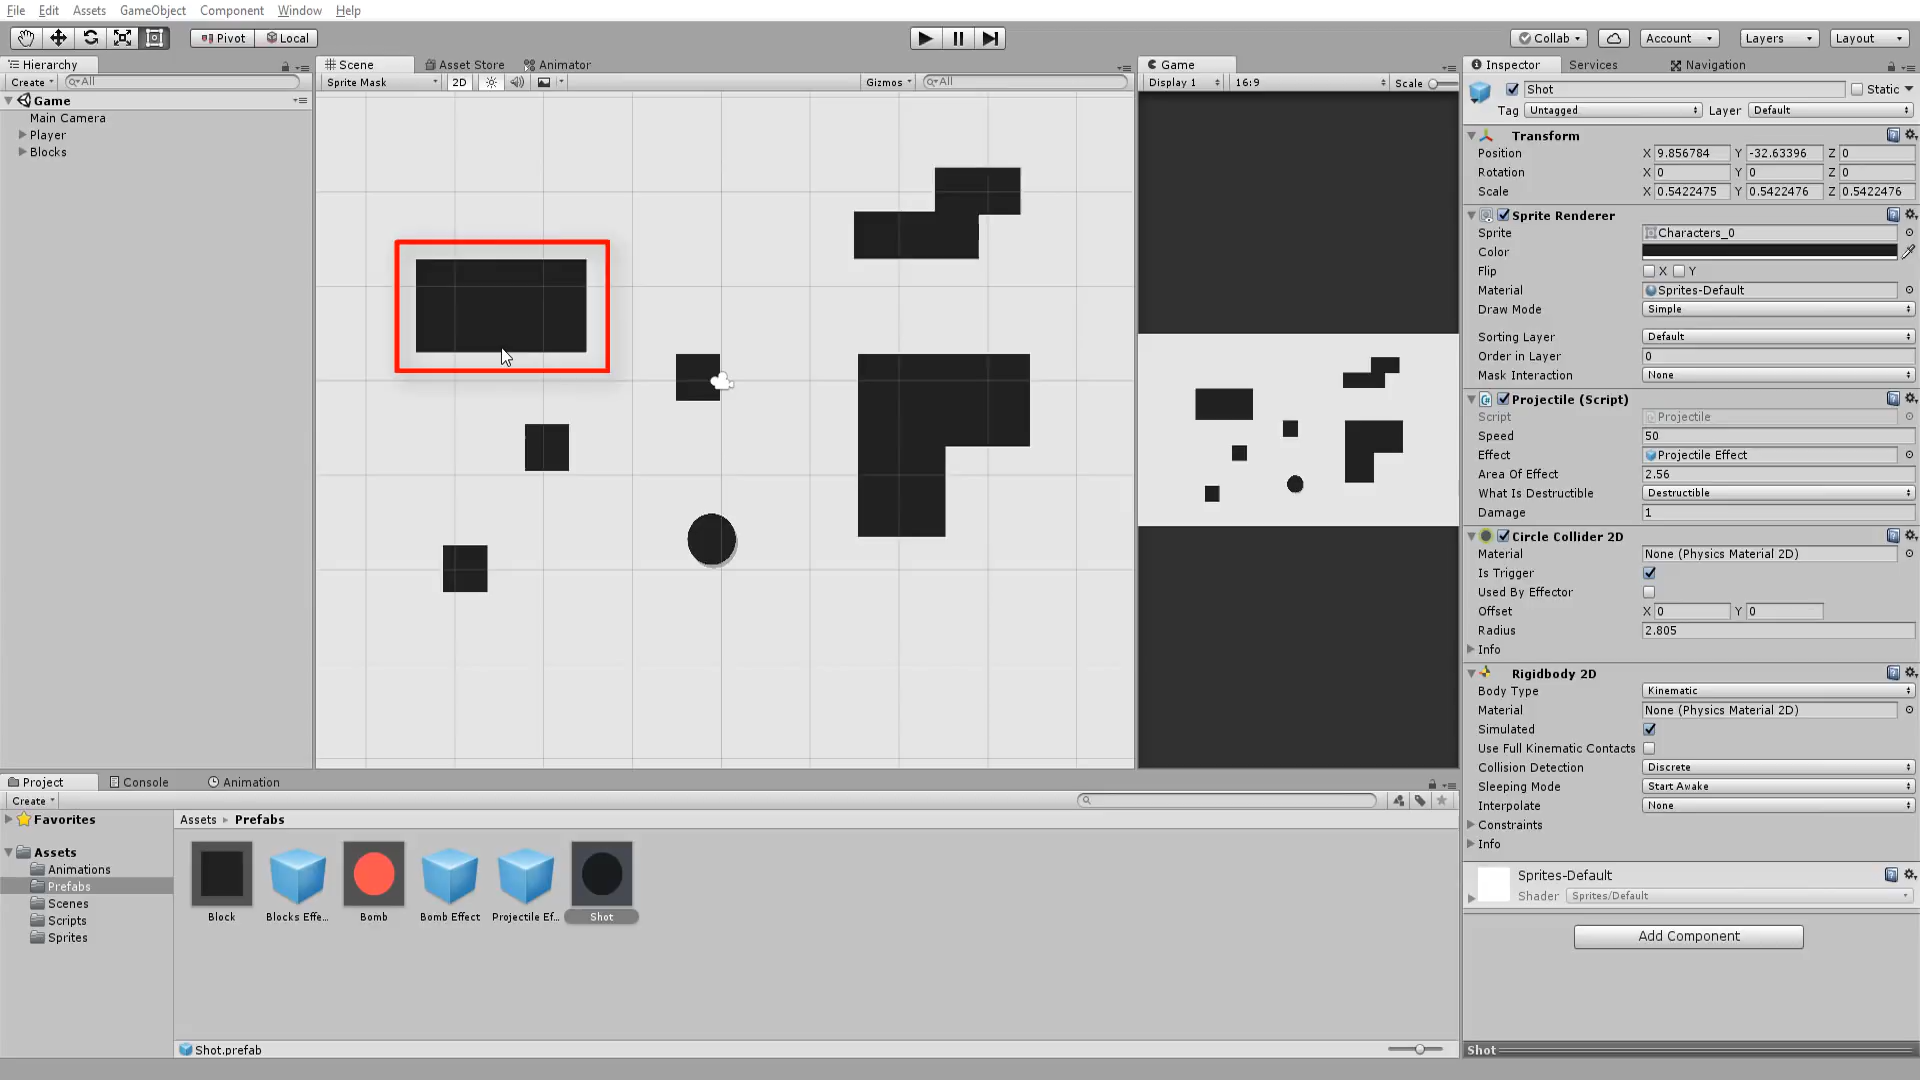 File Edit Assets GameObject Component Window Help
Pivot Local Collab Account Layers Layout
Hierarchy
Create All
Game
Main Camera
Player
Blocks
Scene Asset Store Animator
Sprite Mask 2D Gizmos All
Game
Display 1 16:9 Scale
Inspector Services Navigation
Shot Static
Tag Untagged Layer Default
Transform
Position X 9.856784 Y -32.63396 Z 0
Rotation X 0 Y 0 Z 0
Scale X 0.5422475 Y 0.5422476 Z 0.5422476
Sprite Renderer
Sprite Characters_0
Color
Flip X Y
Material Sprites-Default
Draw Mode Simple
Sorting Layer Default
Order in Layer 0
Mask Interaction None
Projectile (Script)
Script Projectile
Speed 50
Effect Projectile Effect
Area Of Effect 2.56
What Is Destructible Destructible
Damage 1
Circle Collider 2D
Material None (Physics Material 2D)
Is Trigger
Used By Effector
Offset X 0 Y 0
Radius 2.805
Info
Rigidbody 2D
Body Type Kinematic
Material None (Physics Material 2D)
Simulated
Use Full Kinematic Contacts
Collision Detection Discrete
Sleeping Mode Start Awake
Interpolate None
Constraints
Info
Sprites-Default
Shader Sprites/Default
Add Component
Shot
Project Console Animation
Create
Favorites
Assets
Animations
Prefabs
Scenes
Scripts
Sprites
Assets Prefabs
Block Blocks Effe... Bomb Bomb Effect Projectile Ef... Shot
Shot.prefab